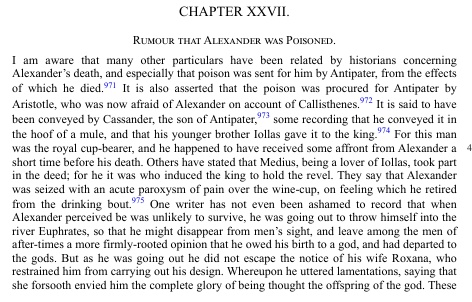 CHAPTER XXVII.
RUMOUR THAT ALEXANDER WAS POISONED.
I am aware that many other particulars have been related by historians concerning
Alexander's death, and especially that poison was sent for him by Antipater, from the effects
of which he died.971 It is also asserted that the poison was procured for Antipater by
Aristotle, who was now afraid of Alexander on account of Callisthenes.972 It is said to have
been conveyed by Cassander, the son of Antipater,973 some recording that he conveyed it in
the hoof of a mule, and that his younger brother Iollas gave it to the king.974 For this man
was the royal cup-bearer, and he happened to have received some affront from Alexander a
4
short time before his death. Others have stated that Medius, being a lover of Iollas, took part
in the deed; for he it was who induced the king to hold the revel. They say that Alexander
was seized with an acute paroxysm of pain over the wine-cup, on feeling which he retired
from the drinking bout.975 One writer has not even been ashamed to record that when
Alexander perceived he was unlikely to survive, he was going out to throw himself into the
river Euphrates, so that he might disappear from men's sight, and leave among the men of
after-times a more firmly-rooted opinion that he owed his birth to a god, and had departed to
the gods. But as he was going out he did not escape the notice of his wife Roxana, who
restrained him from carrying out his design. Whereupon he uttered lamentations, saying that
she forsooth envied him the complete glory of being thought the offspring of the god. These